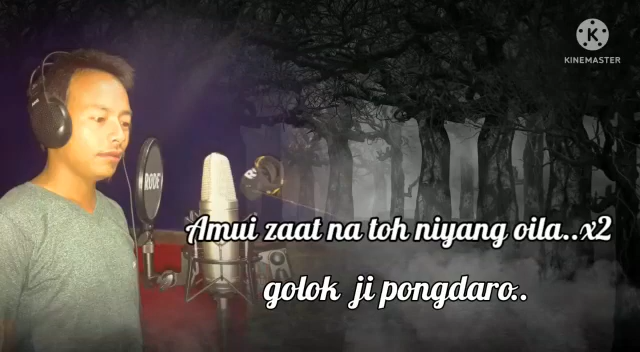 KINEMASTER
RODE
Amui zaat na toh niyang oila..x2
golok ji pongdaro..